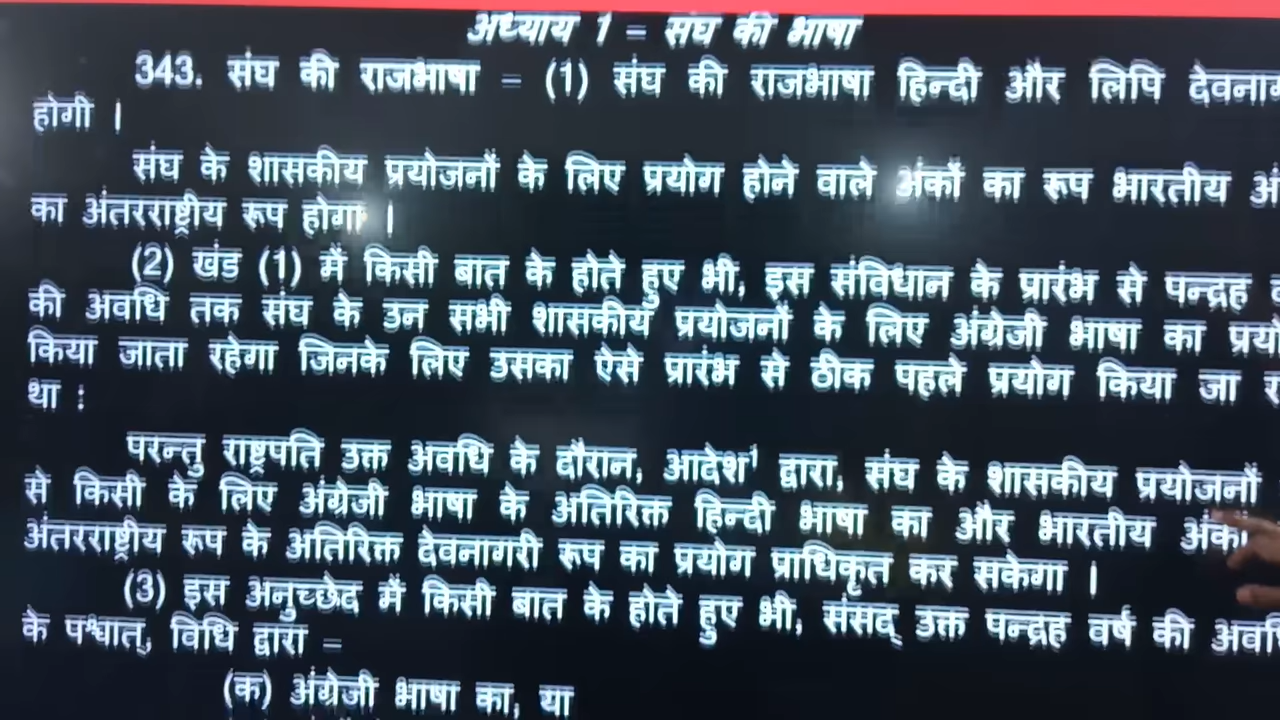 अध्याय 1 = संघ की भाषा
343. संघ की राजभाषा = (1) संघ की राजभाषा हिन्दी और लिपि
होगी ।
संघ के शासकीय प्रयोजनों के लिए प्रयोग होने वाले अंकों का रूप भारतीय
का अंतरराष्ट्रीय रूप होगा ।
(2) खंड (1) में किसी बात के होते हुए भी, इस संविधान के प्रारंभ से पन्द्रह
की अवधि तक संघ के उन सभी शासकीय प्रयोजनों के लिए अंग्रेजी भाषा का
किया जाता रहेगा जिनके लिए उसका ऐसे प्रारंभ से ठीक पहले प्रयोग किया जा
था :
परन्तु राष्ट्रपति उक्त अवधि के दौरान, आदेश¹ द्वारा, संघ के शासकीय प्रयोजनों
से किसी के लिए अंग्रेजी भाषा के अतिरिक्त हिन्दी भाषा का और भारतीय
अंतरराष्ट्रीय रूप के अतिरिक्त देवनागरी रूप का प्रयोग प्राधिकृत कर सकेगा ।
(3) इस अनुच्छेद में किसी बात के होते हुए भी, संसद् उक्त पन्द्रह वर्ष की
के पश्चात्, विधि द्वारा =
(क) अंग्रेजी भाषा का, या